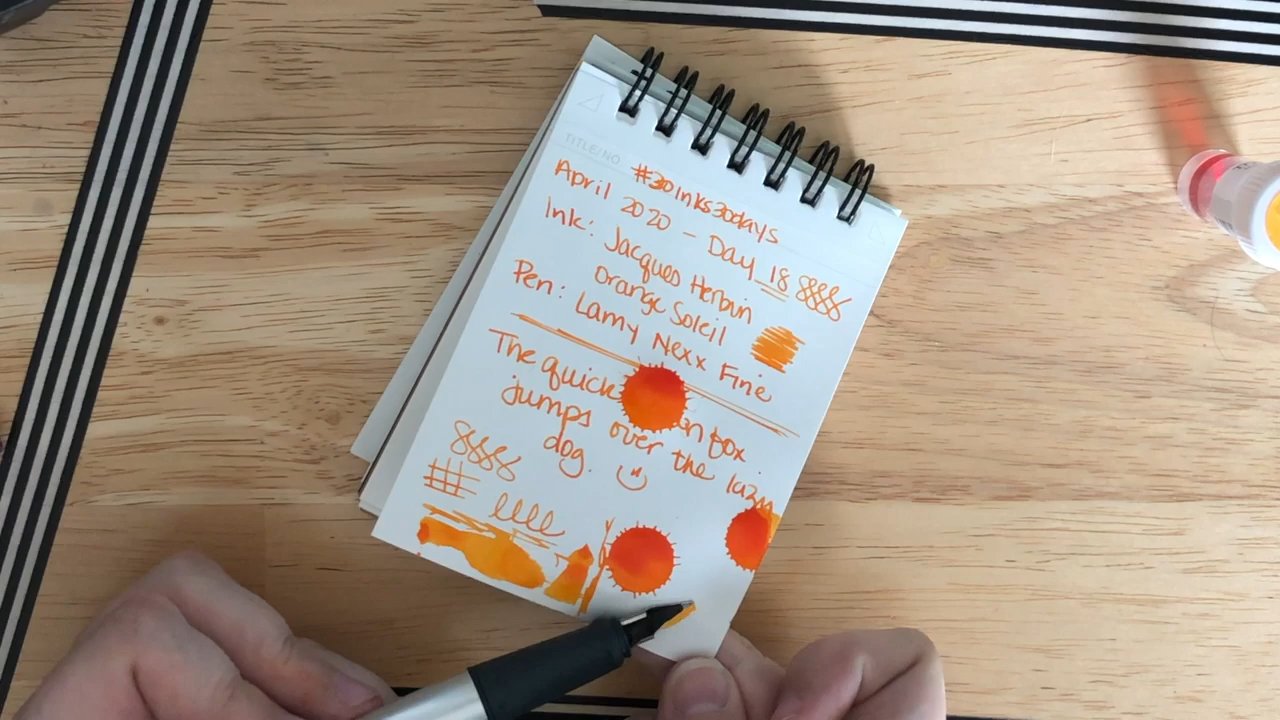 TITLE/NO
#30inks30days
April 2020 - Day 18
Ink: Jacques Herbin
Orange Soleil
Pen: Lamy Nexx Fine
The quick n fox
jumps over the lazy
dog.